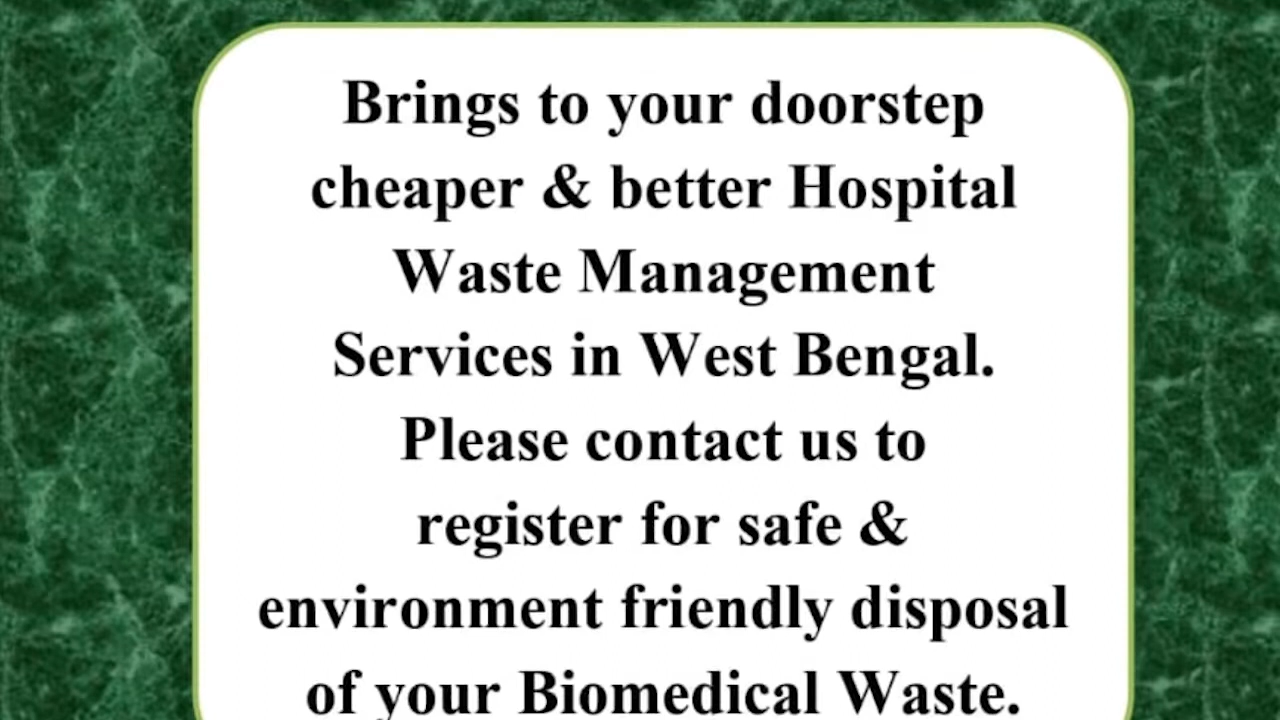 Brings to your doorstep
cheaper & better Hospital
Waste Management
Services in West Bengal.
Please contact us to
register for safe &
environment friendly disposal
of your Biomedical Waste.